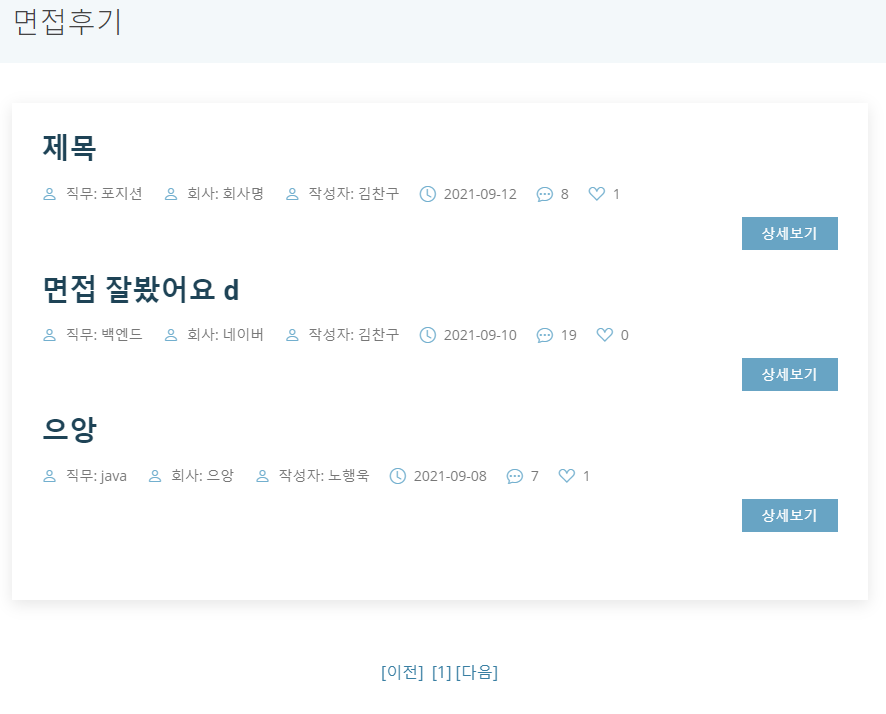 면접후기
제목
직무: 포지션 회사: 회사명 작성자: 김찬구 2021-09-12 8 1
상세보기
면접 잘봤어요 d
직무: 백엔드 회사: 네이버 작성자: 김찬구 2021-09-10 19 0
상세보기
으앙
직무: java 회사: 으앙 작성자: 노행욱 2021-09-08 7 1
상세보기
[이전] [1] [다음]